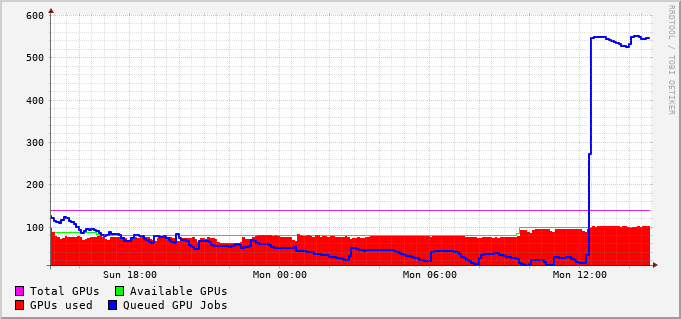 600
500
400
300
200
100
Sun 18:00 Mon 00:00 Mon 06:00 Mon 12:00
Total GPUs Available GPUs
GPUs used Queued GPU Jobs
RRDTOOL / TOBI OETIKER